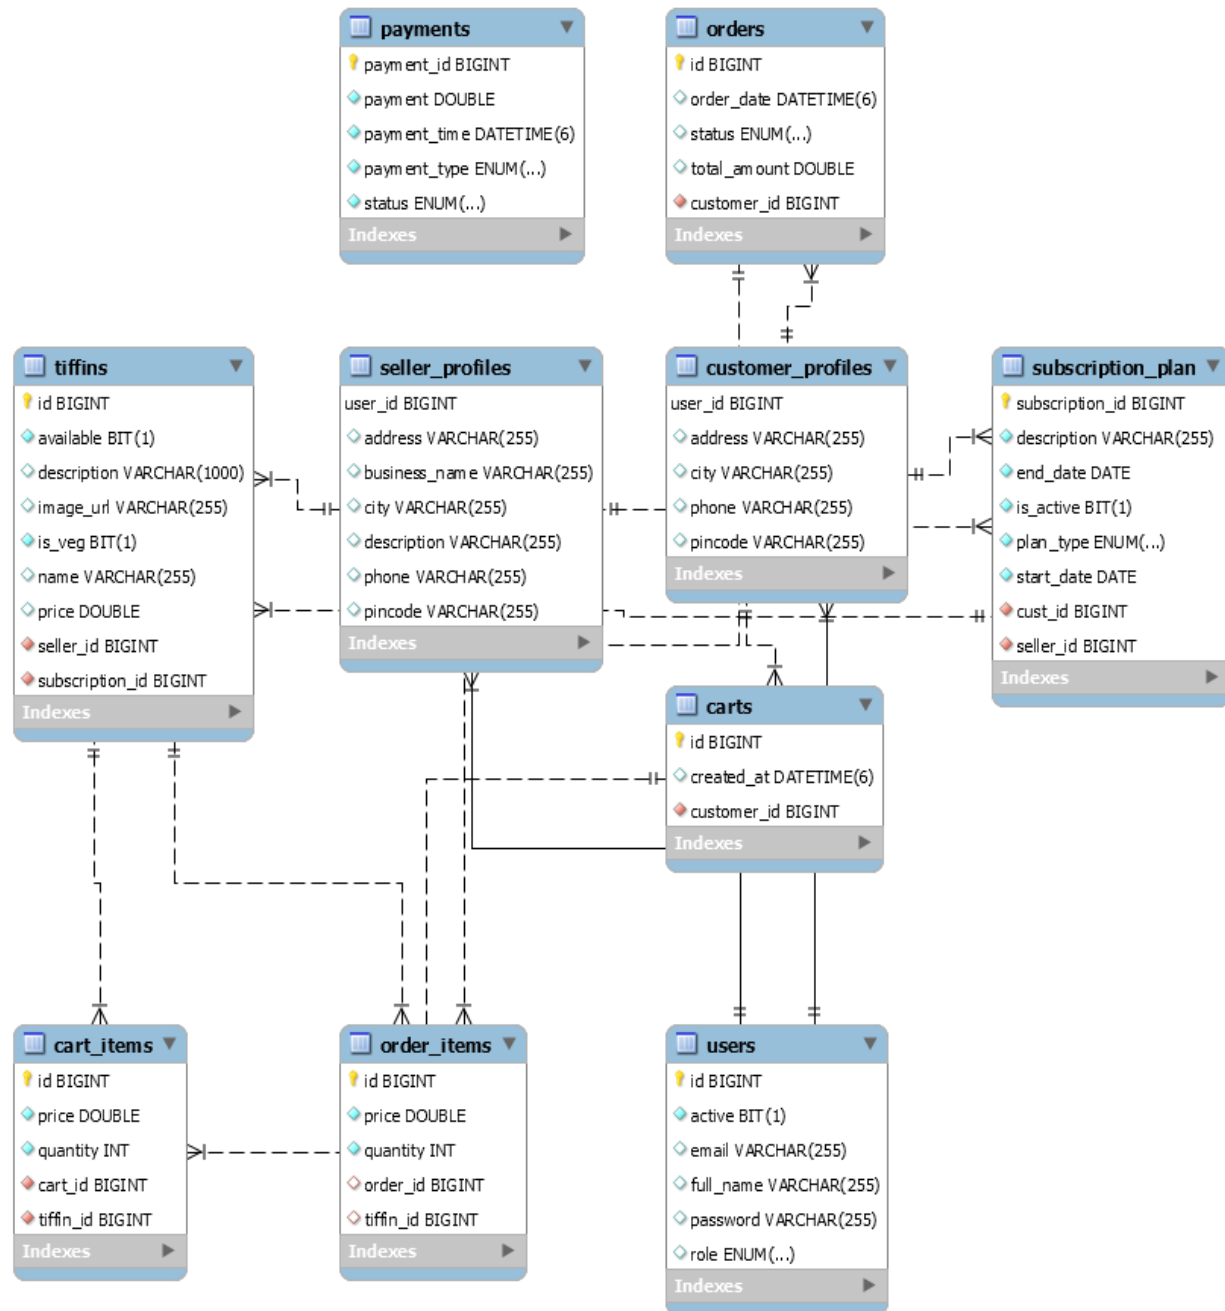 payments
payment_id BIGINT
payment DOUBLE
payment_time DATETIME(6)
payment_type ENUM(...)
status ENUM(...)
Indexes
orders
id BIGINT
order_date DATETIME(6)
status ENUM(...)
total_amount DOUBLE
customer_id BIGINT
Indexes
tiffins
id BIGINT
available BIT(1)
description VARCHAR(1000)
image_url VARCHAR(255)
is_veg BIT(1)
name VARCHAR(255)
price DOUBLE
seller_id BIGINT
subscription_id BIGINT
Indexes
seller_profiles
user_id BIGINT
address VARCHAR(255)
business_name VARCHAR(255)
city VARCHAR(255)
description VARCHAR(255)
phone VARCHAR(255)
pincode VARCHAR(255)
Indexes
customer_profiles
user_id BIGINT
address VARCHAR(255)
city VARCHAR(255)
phone VARCHAR(255)
pincode VARCHAR(255)
Indexes
subscription_plan
subscription_id BIGINT
description VARCHAR(255)
end_date DATE
is_active BIT(1)
plan_type ENUM(...)
start_date DATE
cust_id BIGINT
seller_id BIGINT
Indexes
carts
id BIGINT
created_at DATETIME(6)
customer_id BIGINT
Indexes
cart_items
id BIGINT
price DOUBLE
quantity INT
cart_id BIGINT
tiffin_id BIGINT
Indexes
order_items
id BIGINT
price DOUBLE
quantity INT
order_id BIGINT
tiffin_id BIGINT
Indexes
users
id BIGINT
active BIT(1)
email VARCHAR(255)
full_name VARCHAR(255)
password VARCHAR(255)
role ENUM(...)
Indexes